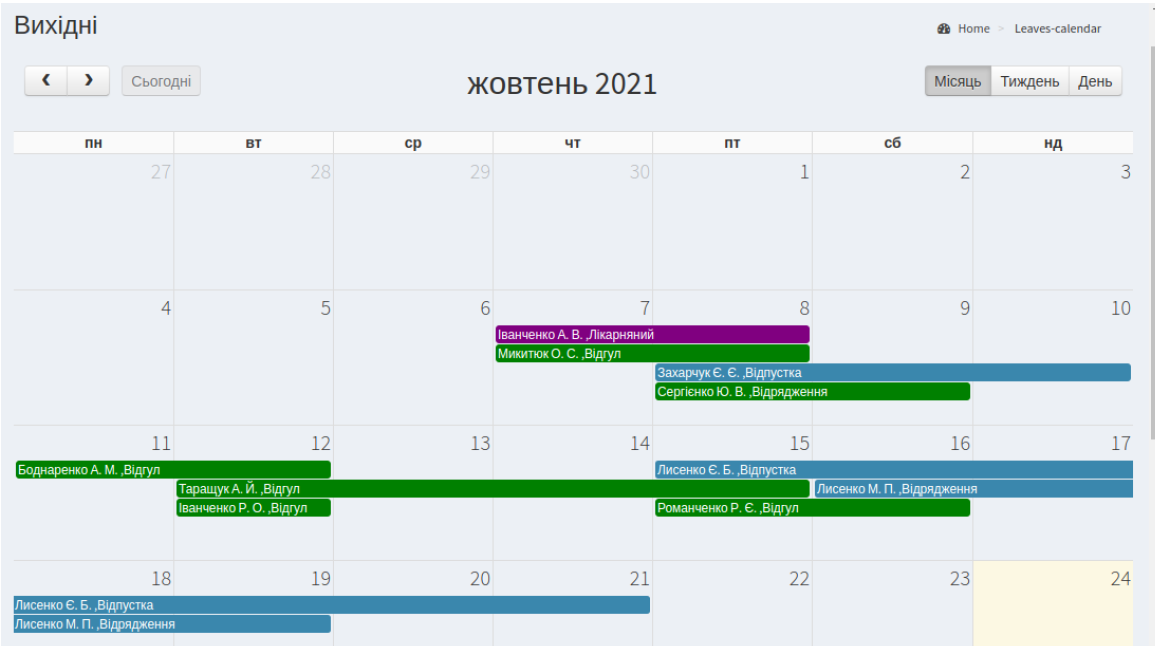 Вихідні
Home > Leaves-calendar
Сьогодні
жовтень 2021
Місяць Тиждень День
пн вт ср чт пт сб нд
27 28 29 30 1 2 3
4 5 6 7 8 9 10
Іванченко А. В. ,Лікарняний
Микитюк О. С. ,Відгул
Захарчук Є. Є. ,Відпустка
Сергієнко Ю. В. ,Відрядження
11 12 13 14 15 16 17
Боднаренко А. М. ,Відгул
Лисенко Є. Б. ,Відпустка
Таращук А. Й. ,Відгул
Лисенко М. П. ,Відрядження
Іванченко Р. О. ,Відгул
Романченко Р. Є. ,Відгул
18 19 20 21 22 23 24
Лисенко Є. Б. ,Відпустка
Лисенко М. П. ,Відрядження